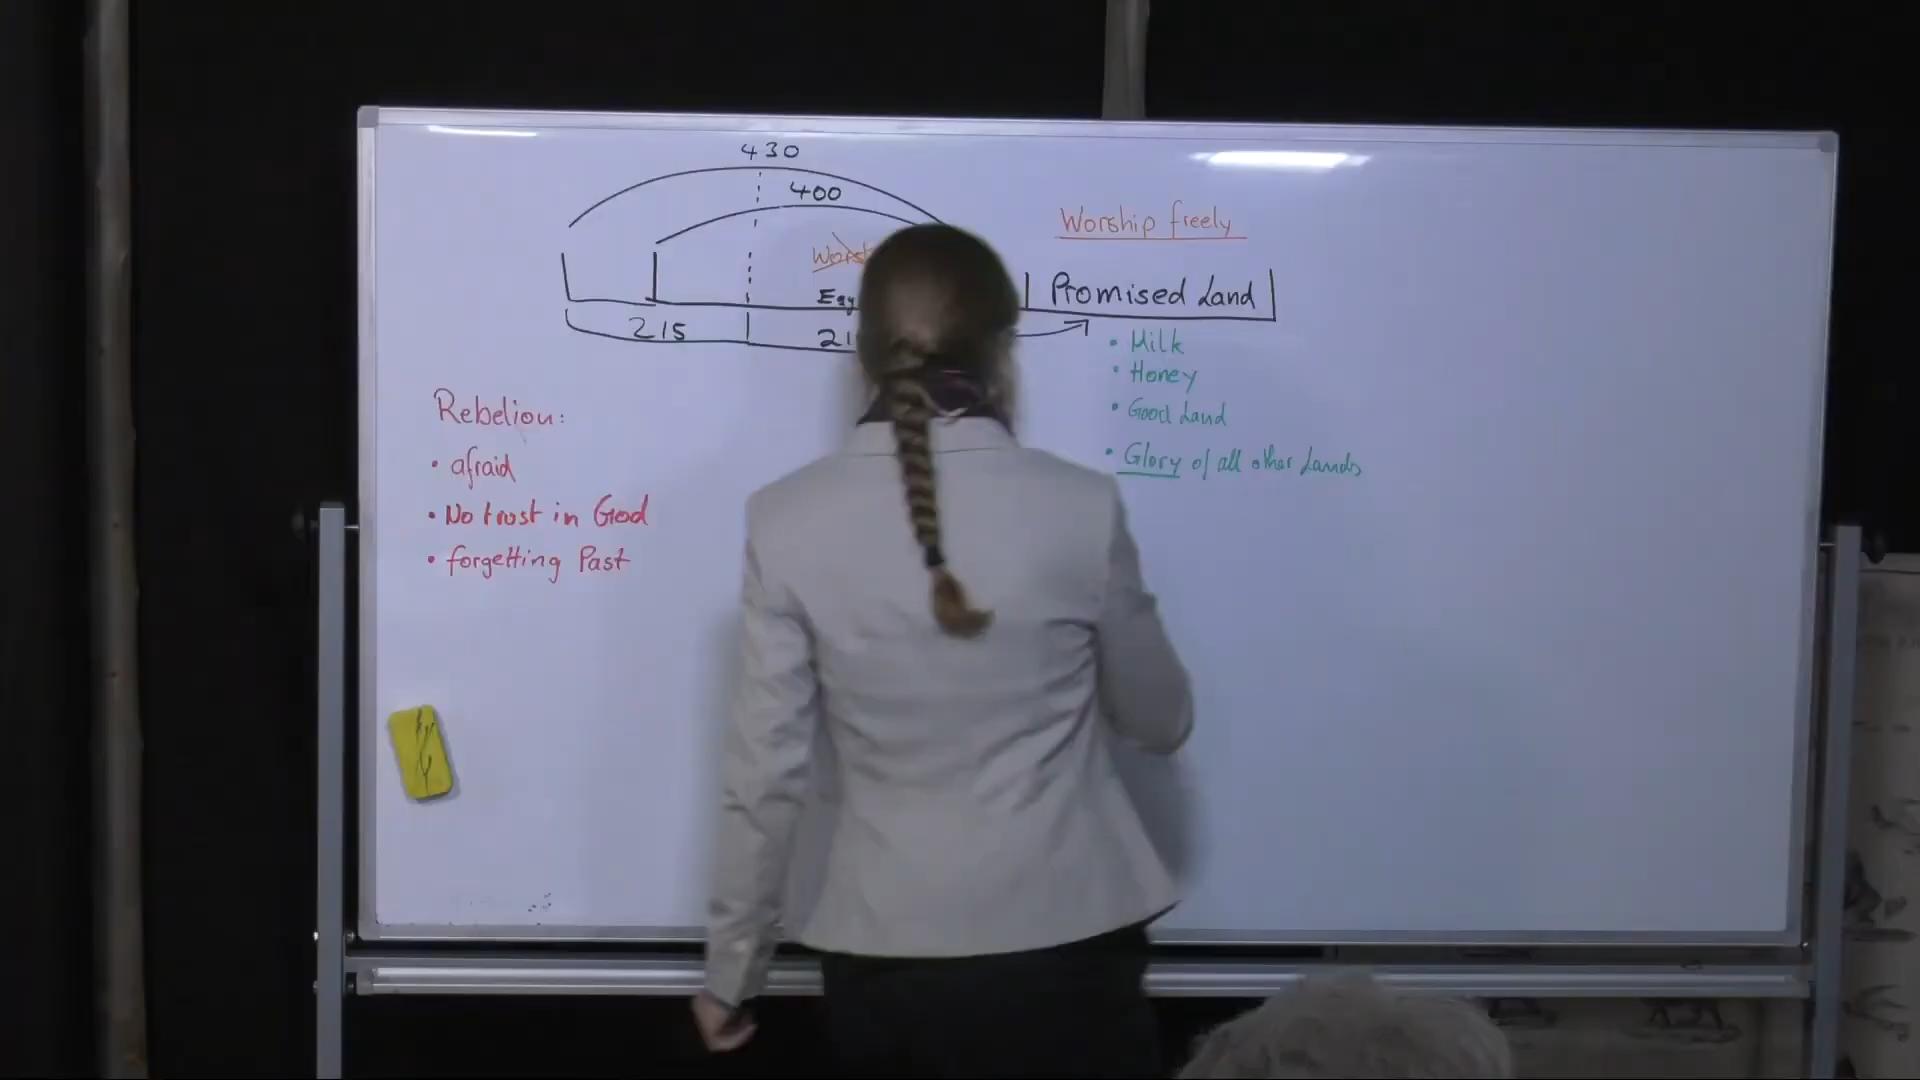 430
400
Worship freely
Promised Land
215
• Milk
• Honey
• Good Land
• Glory of all other Lands
Rebeliou:
• afraid
• No trust in God
• forgetting Past